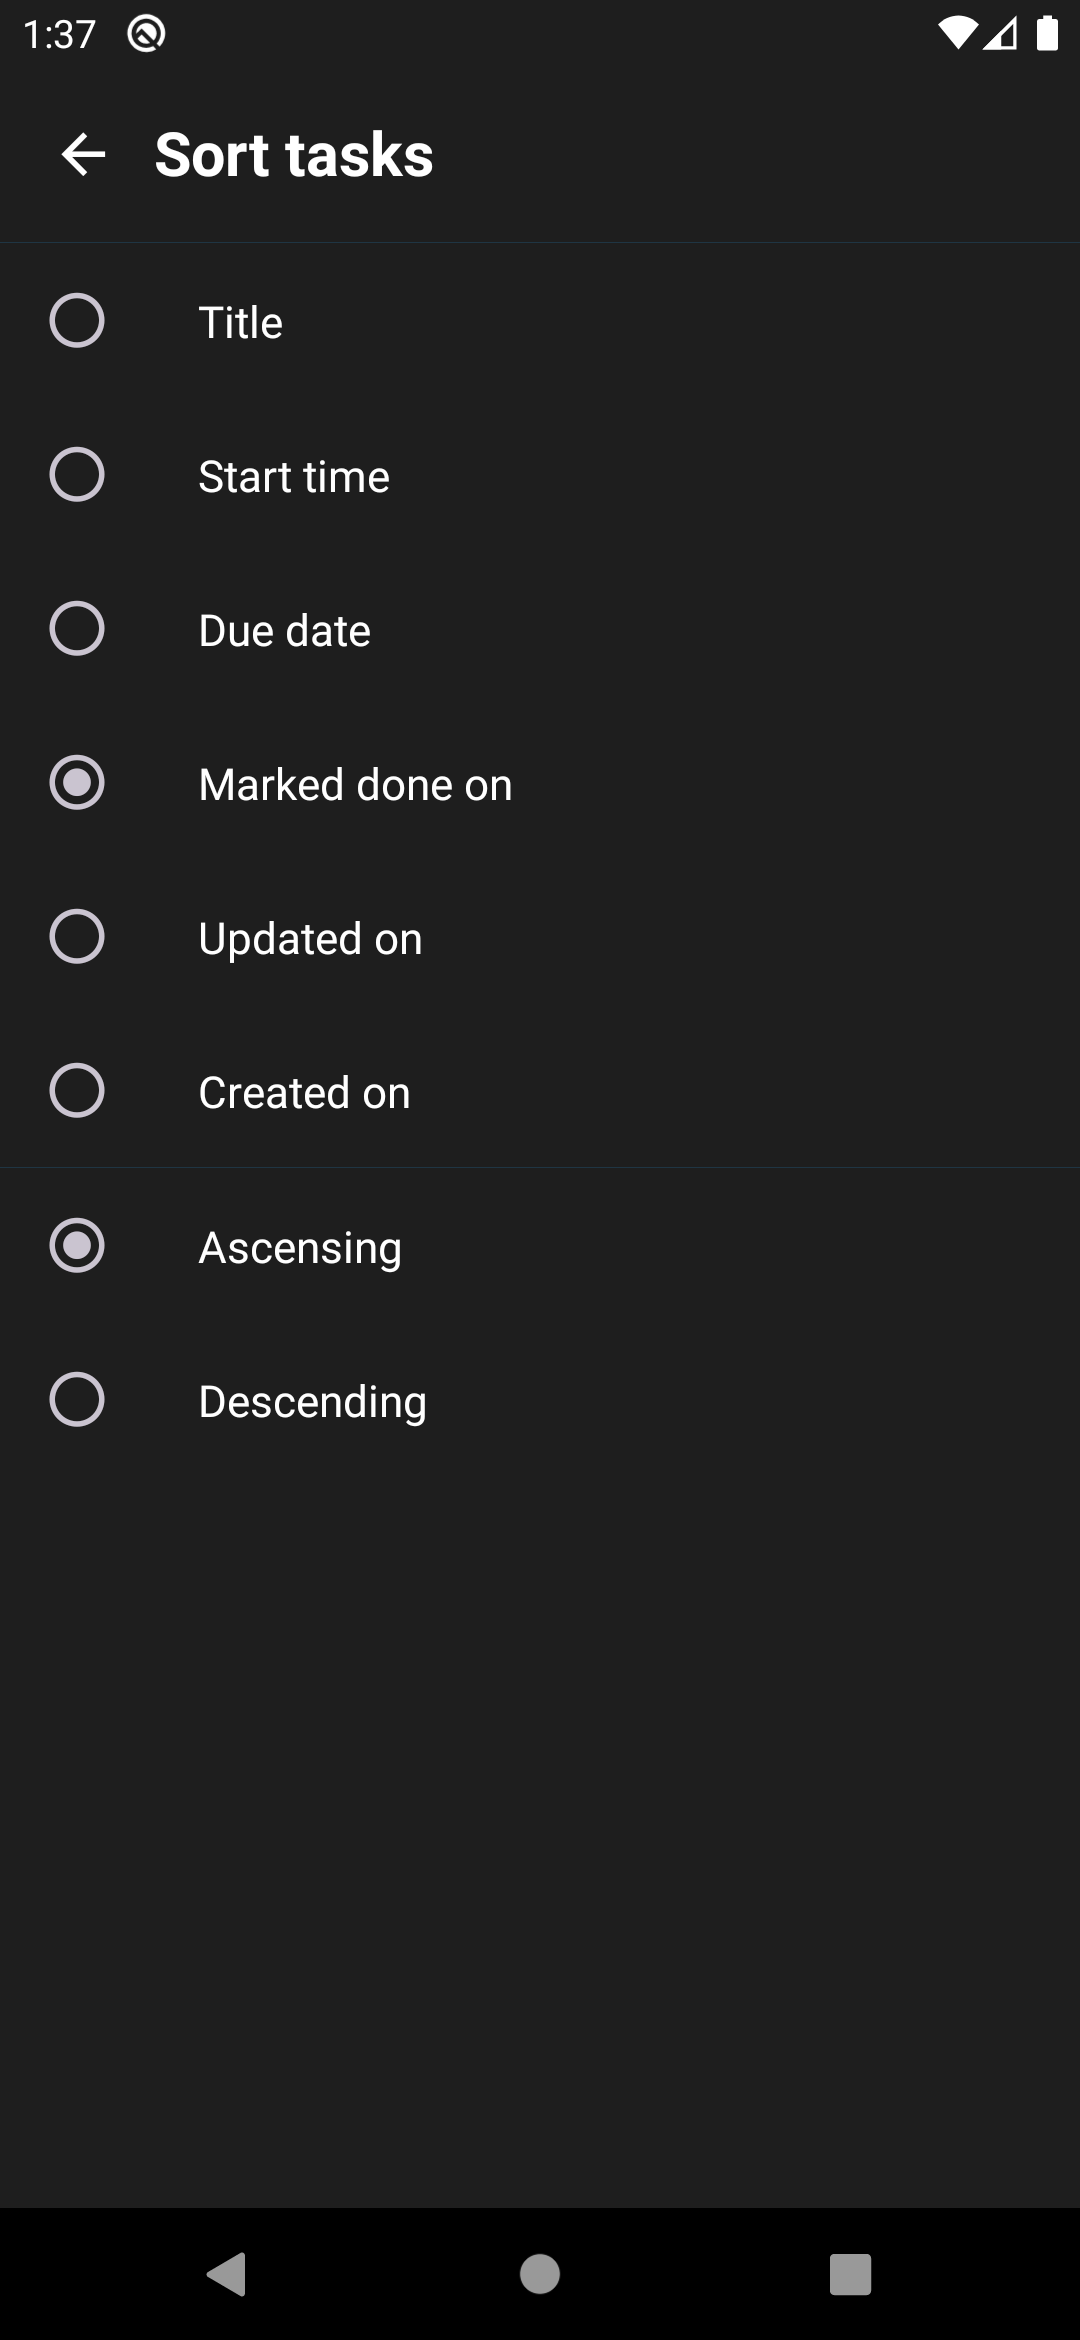 1:37
Sort tasks
Title
Start time
Due date
Marked done on
Updated on
Created on
Ascensing
Descending